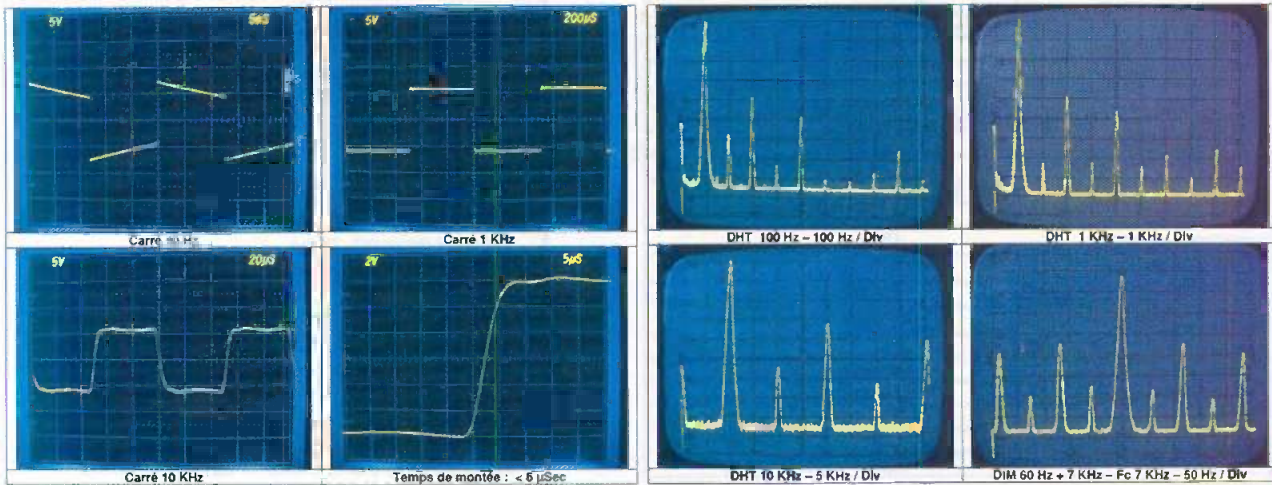 5V 5mS
5V 200µS
Carré Hz
Carré 1 KHz
5V 20µS
2V 5µS
Carré 10 KHz
Temps de montée : < 5 µSec
DHT 100 Hz – 100 Hz / Div
DHT 1 KHz – 1 KHz / Div
DHT 10 KHz – 5 KHz / Div
DIM 60 Hz + 7 KHz – Fc 7 KHz – 50 Hz / Div